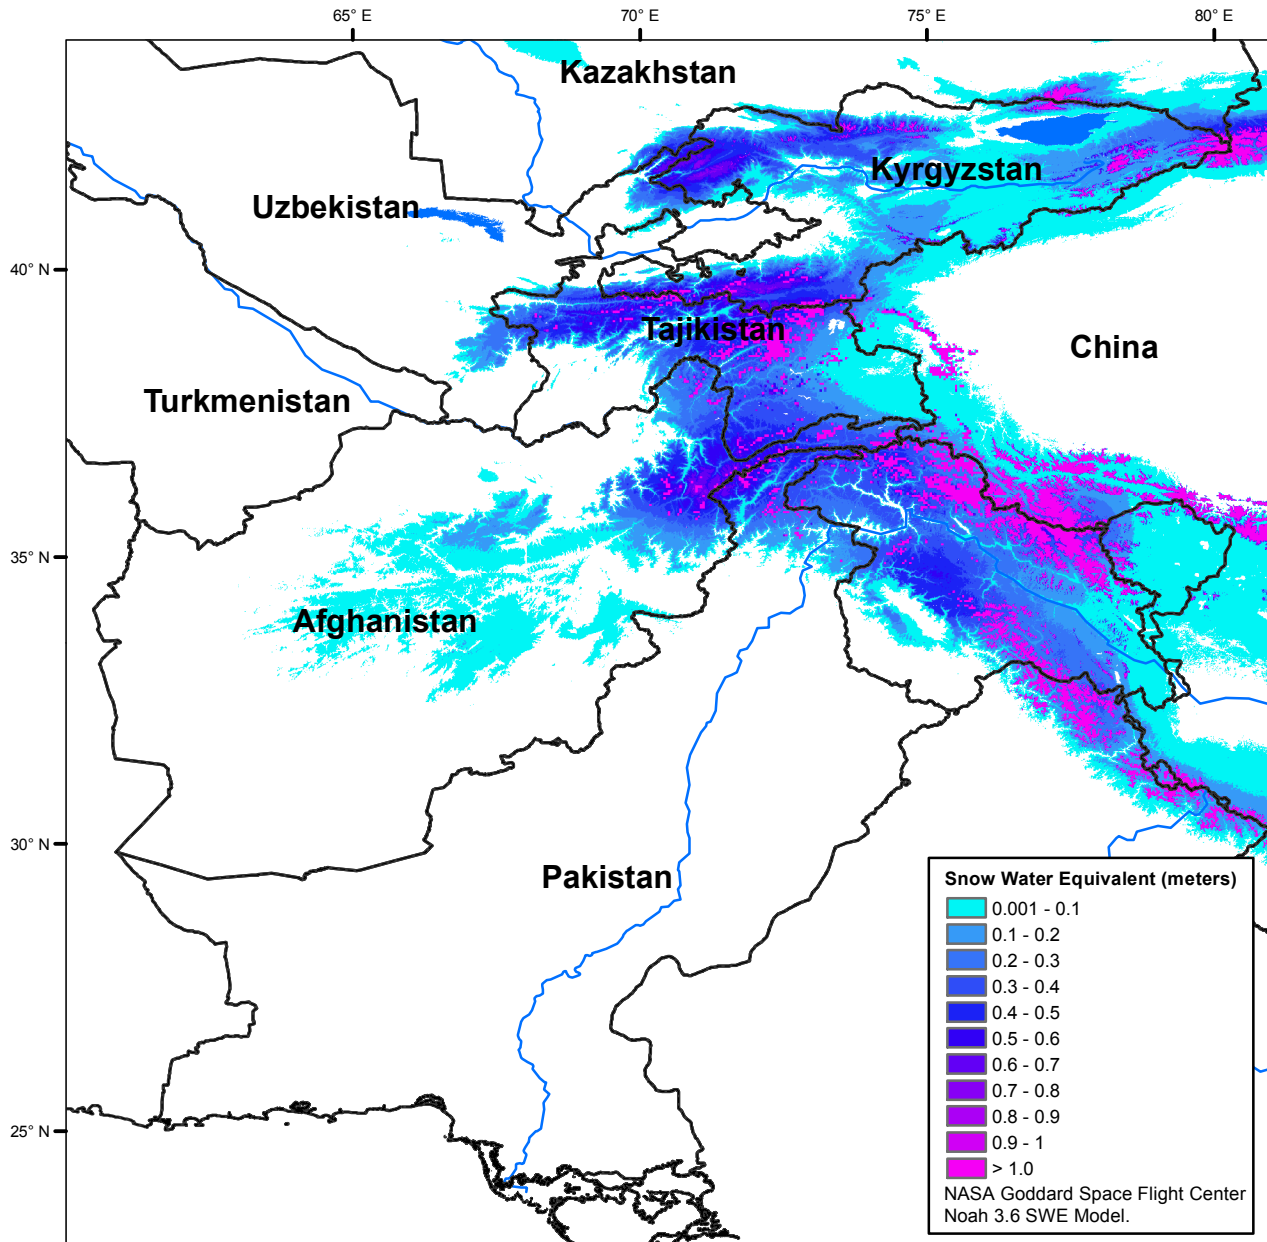 65° E
70° E
75° E
80° E
Kazakhstan
Kyrgyzstan
Uzbekistan
40° N
Tajikistan
China
Turkmenistan
35° N
Afghanistan
30° N
Pakistan
25° N
Snow Water Equivalent (meters)
0.001 - 0.1
0.1 - 0.2
0.2 - 0.3
0.3 - 0.4
0.4 - 0.5
0.5 - 0.6
0.6 - 0.7
0.7 - 0.8
0.8 - 0.9
0.9 - 1
> 1.0
NASA Goddard Space Flight Center
Noah 3.6 SWE Model.